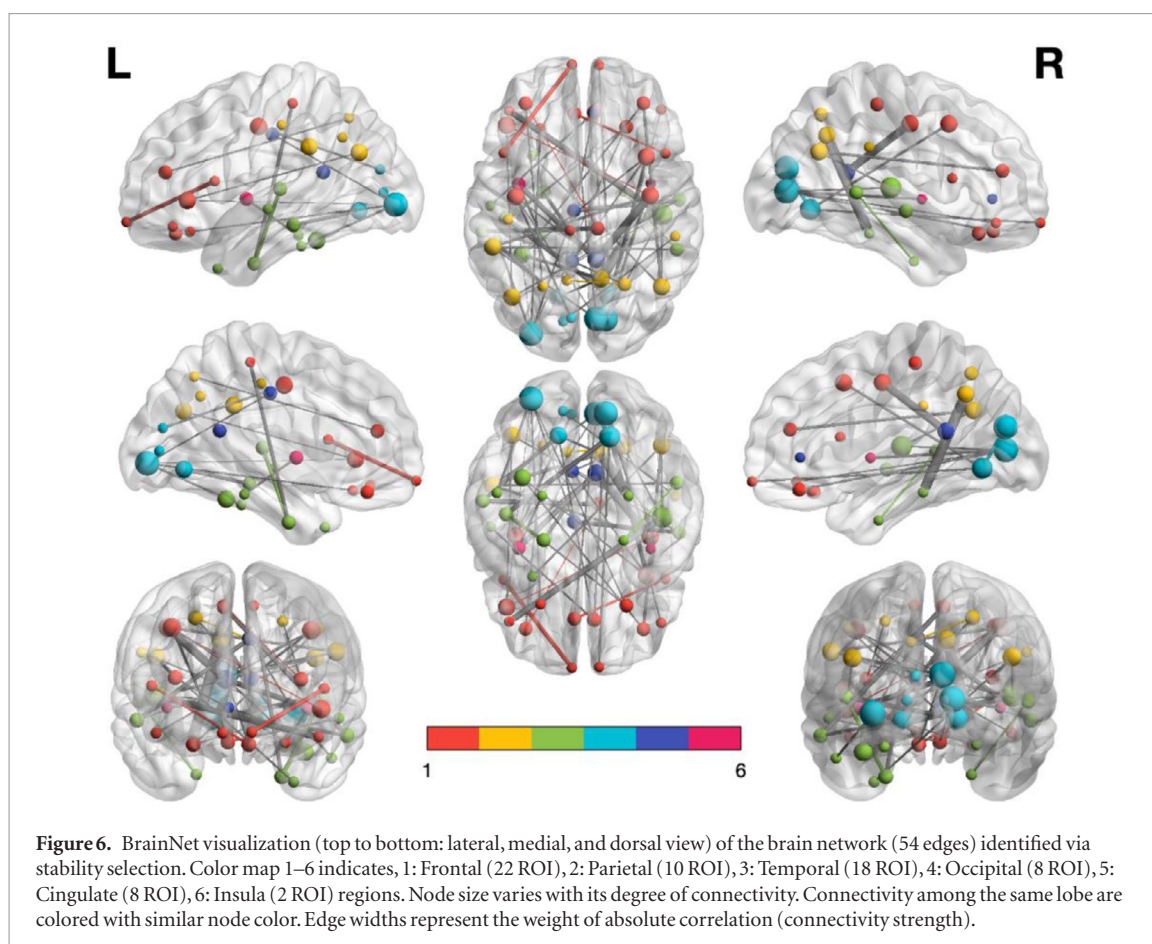 L
R
1
6
Figure 6. BrainNet visualization (top to bottom: lateral, medial, and dorsal view) of the brain network (54 edges) identified via
stability selection. Color map 1–6 indicates, 1: Frontal (22 ROI), 2: Parietal (10 ROI), 3: Temporal (18 ROI), 4: Occipital (8 ROI), 5:
Cingulate (8 ROI), 6: Insula (2 ROI) regions. Node size varies with its degree of connectivity. Connectivity among the same lobe are
colored with similar node color. Edge widths represent the weight of absolute correlation (connectivity strength).